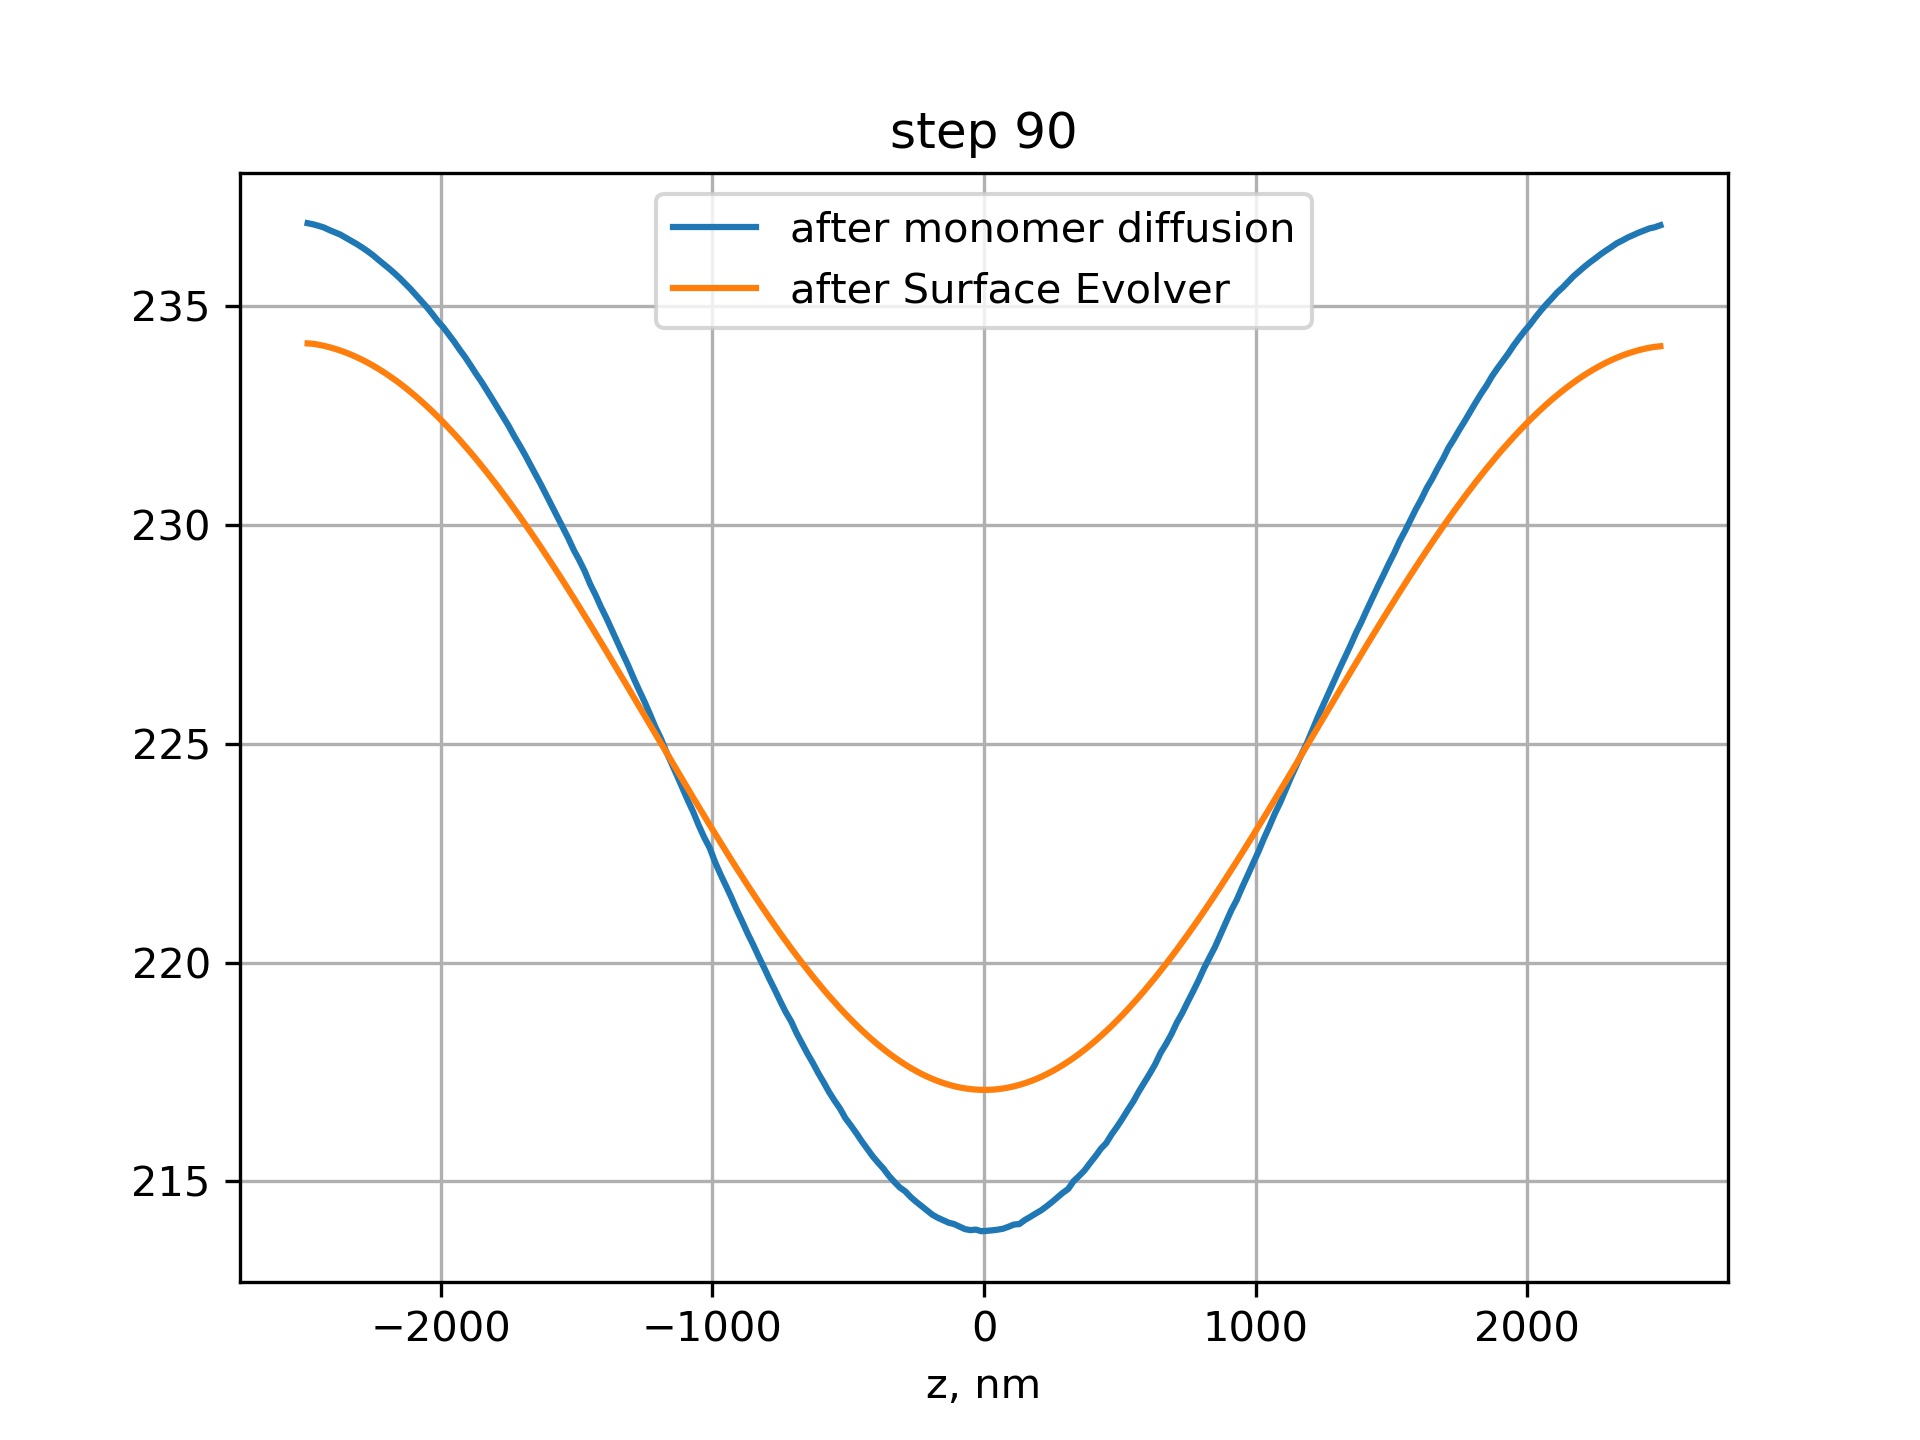 step 90
after monomer diffusion
after Surface Evolver
235
230
225
220
215
−2000 −1000 0 1000 2000
z, nm